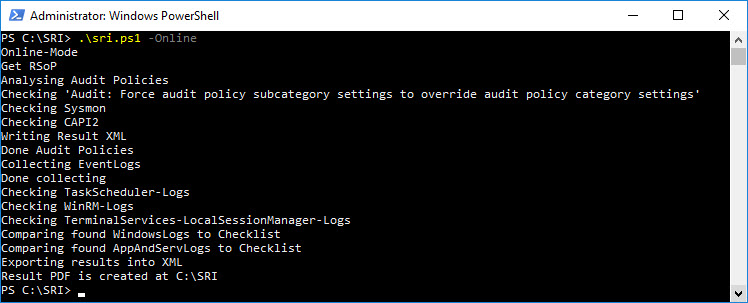 Administrator: Windows PowerShell
PS C:\SRI> .\sri.ps1 -Online
Online-Mode
Get RSoP
Analysing Audit Policies
Checking 'Audit: Force audit policy subcategory settings to override audit policy category settings'
Checking Sysmon
Checking CAPI2
Writing Result XML
Done Audit Policies
Collecting EventLogs
Done collecting
Checking TaskScheduler-Logs
Checking WinRM-Logs
Checking TerminalServices-LocalSessionManager-Logs
Comparing found WindowsLogs to Checklist
Comparing found AppAndServLogs to Checklist
Exporting results into XML
Result PDF is created at C:\SRI
PS C:\SRI>